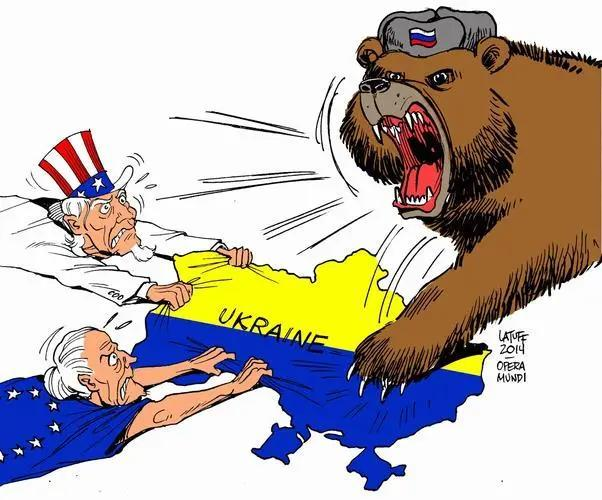 UKRAINE
LATUFF
2014
—
OPERA
MUNDI